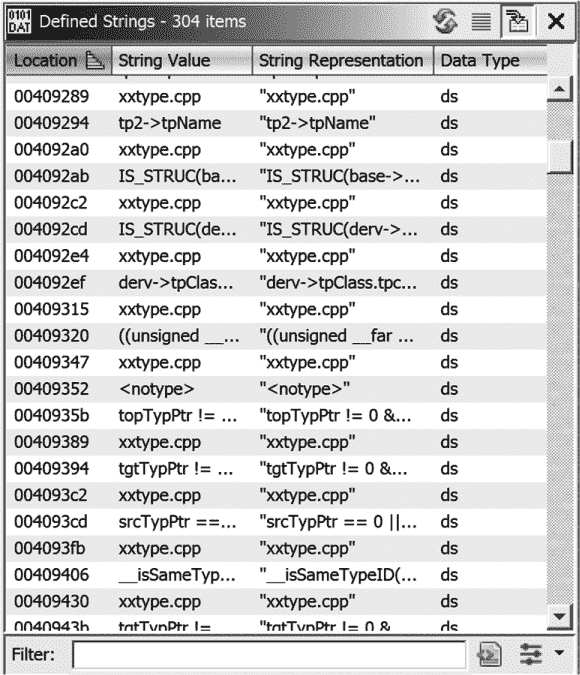 0101 DAT Defined Strings - 304 items
Location String Value String Representation Data Type
00409289 xxtype.cpp "xxtype.cpp" ds
00409294 tp2->tpName "tp2->tpName" ds
004092a0 xxtype.cpp "xxtype.cpp" ds
004092ab IS_STRUC(ba... "IS_STRUC(base->... ds
004092c2 xxtype.cpp "xxtype.cpp" ds
004092cd IS_STRUC(de... "IS_STRUC(derv->... ds
004092e4 xxtype.cpp "xxtype.cpp" ds
004092ef derv->tpClas... "derv->tpClass.tpc... ds
00409315 xxtype.cpp "xxtype.cpp" ds
00409320 ((unsigned __... "((unsigned __far ... ds
00409347 xxtype.cpp "xxtype.cpp" ds
00409352 <notype> "<notype>" ds
0040935b topTypPtr != ... "topTypPtr != 0 &... ds
00409389 xxtype.cpp "xxtype.cpp" ds
00409394 tgtTypPtr != ... "tgtTypPtr != 0 &... ds
004093c2 xxtype.cpp "xxtype.cpp" ds
004093cd srcTypPtr ==... "srcTypPtr == 0 ||... ds
004093fb xxtype.cpp "xxtype.cpp" ds
00409406 __isSameTyp... "__isSameTypeID(... ds
00409430 xxtype.cpp "xxtype.cpp" ds
0040943b tgtTypPtr != "tgtTypPtr != 0 & ds
Filter: